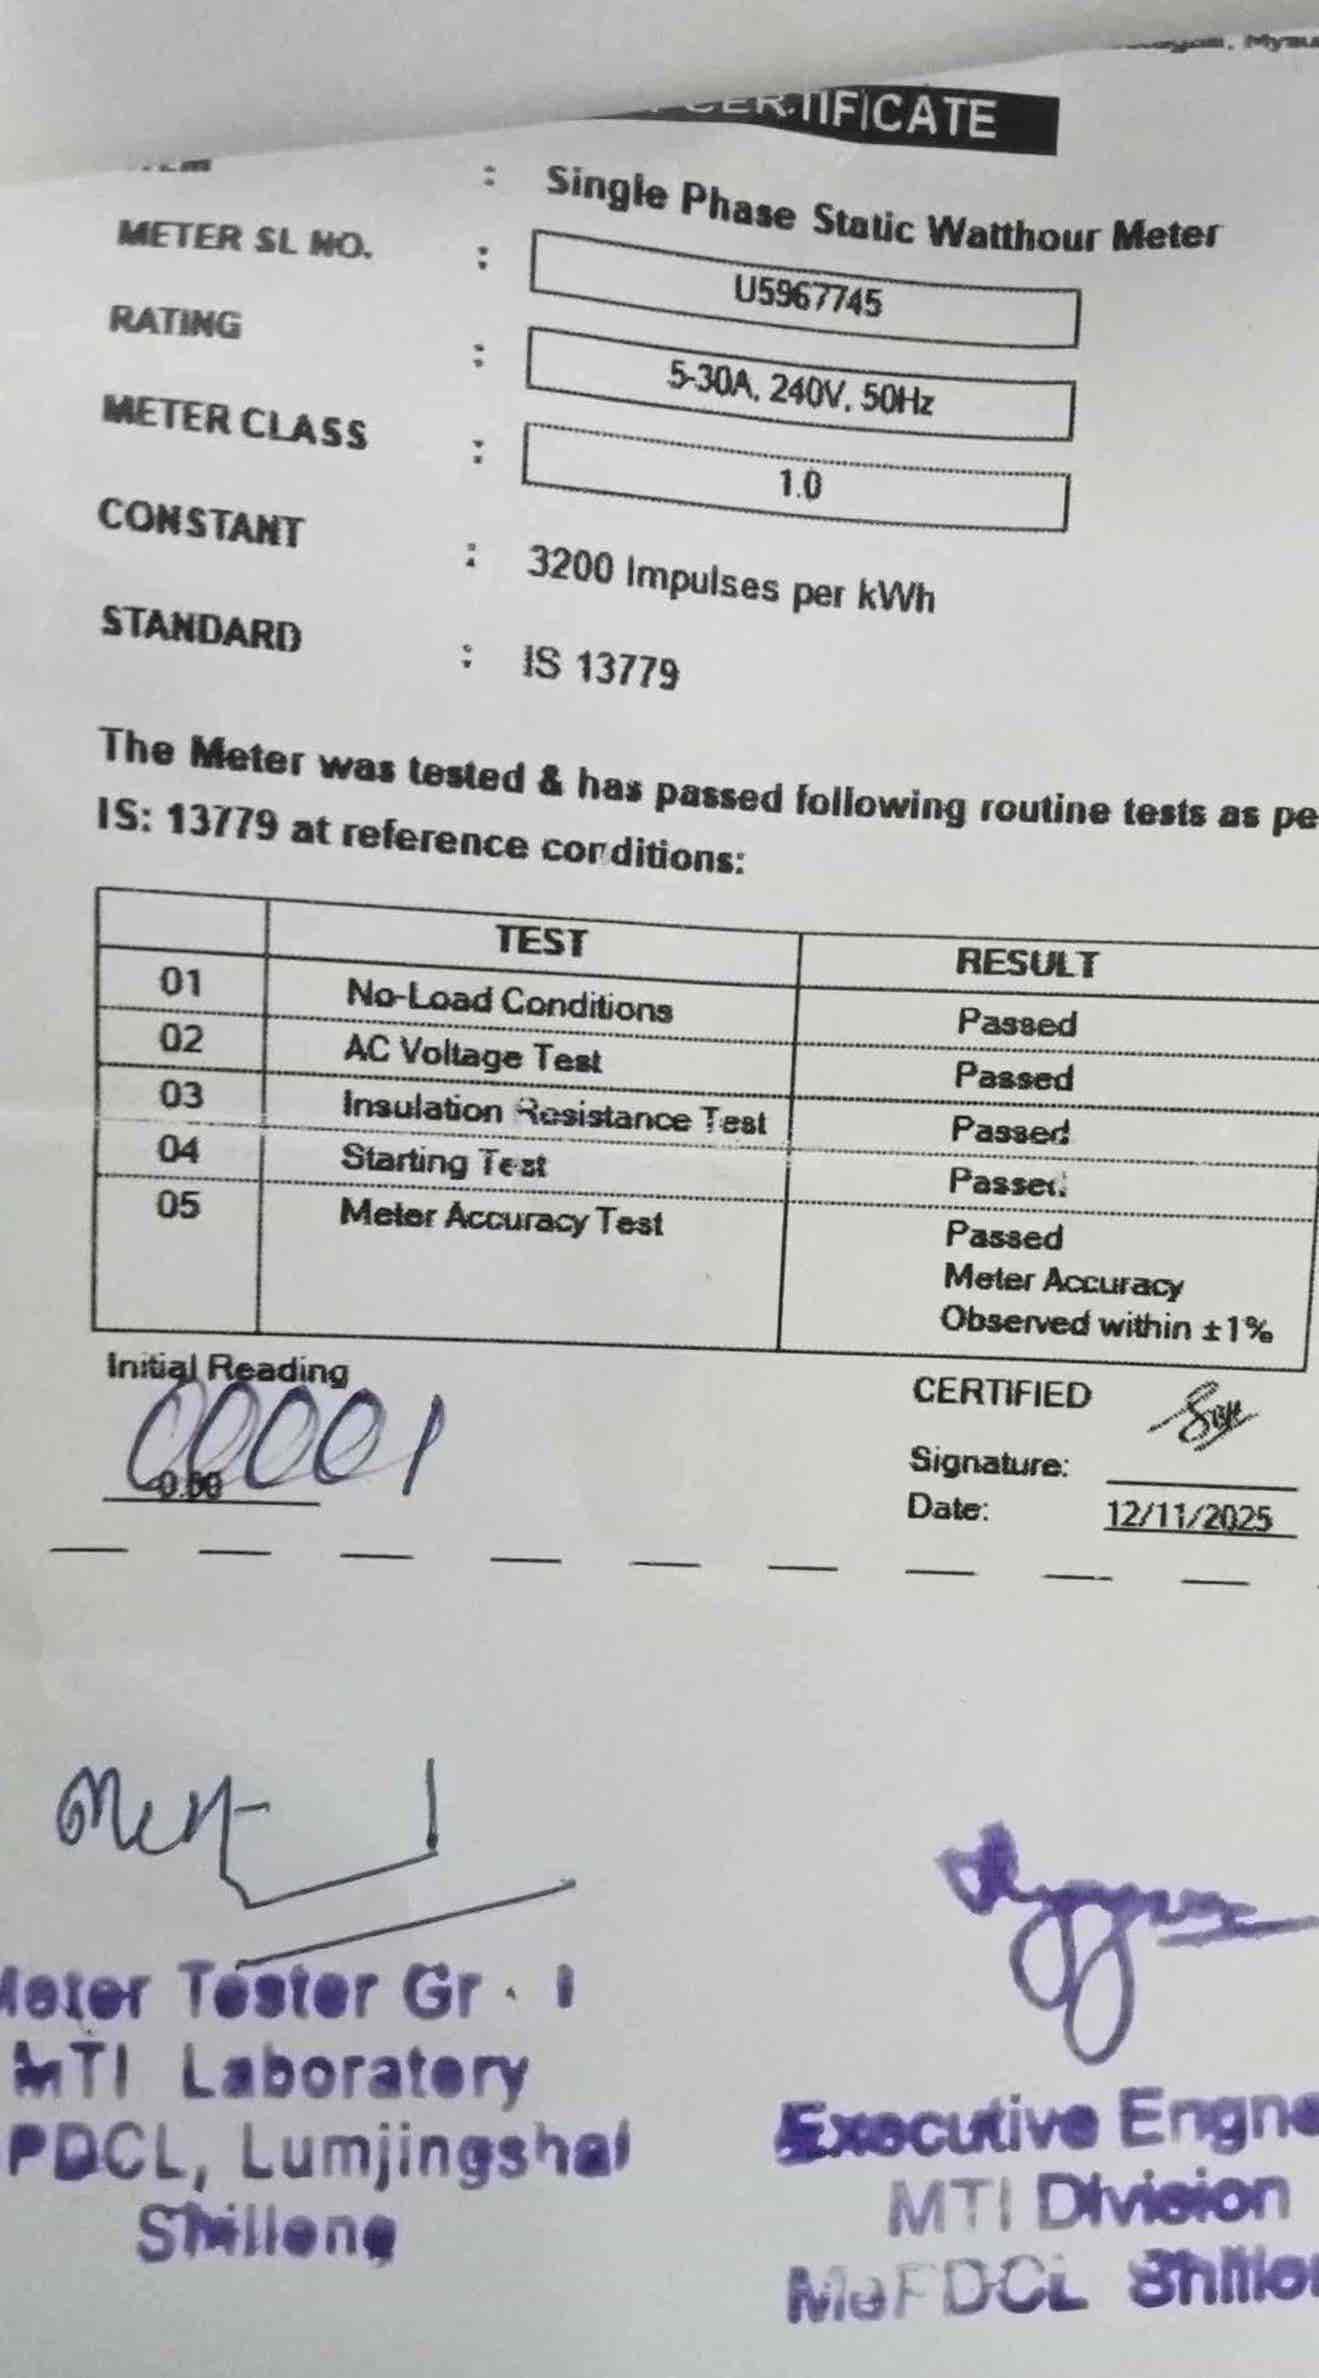 CERTIFICATE
: Single Phase Static Watthour Meter
METER SL NO. : U5967745
RATING : 5-30A, 240V, 50Hz
METER CLASS : 1.0
CONSTANT : 3200 Impulses per kWh
STANDARD : IS 13779
The Meter was tested & has passed following routine tests as pe
IS: 13779 at reference conditions:
TEST RESULT
01 No-Load Conditions Passed
02 AC Voltage Test Passed
03 Insulation Resistance Test Passed
04 Starting Test Passed
05 Meter Accuracy Test Passed
Meter Accuracy
Observed within ±1%
Initial Reading
00001
0.00
CERTIFIED
Signature:
Date: 12/11/2025
Meter Tester Gr. I
MTI Laboratory
PDCL, Lumjingshai
Shillong
Executive Engne
MTI Division
MePDCL Shillo